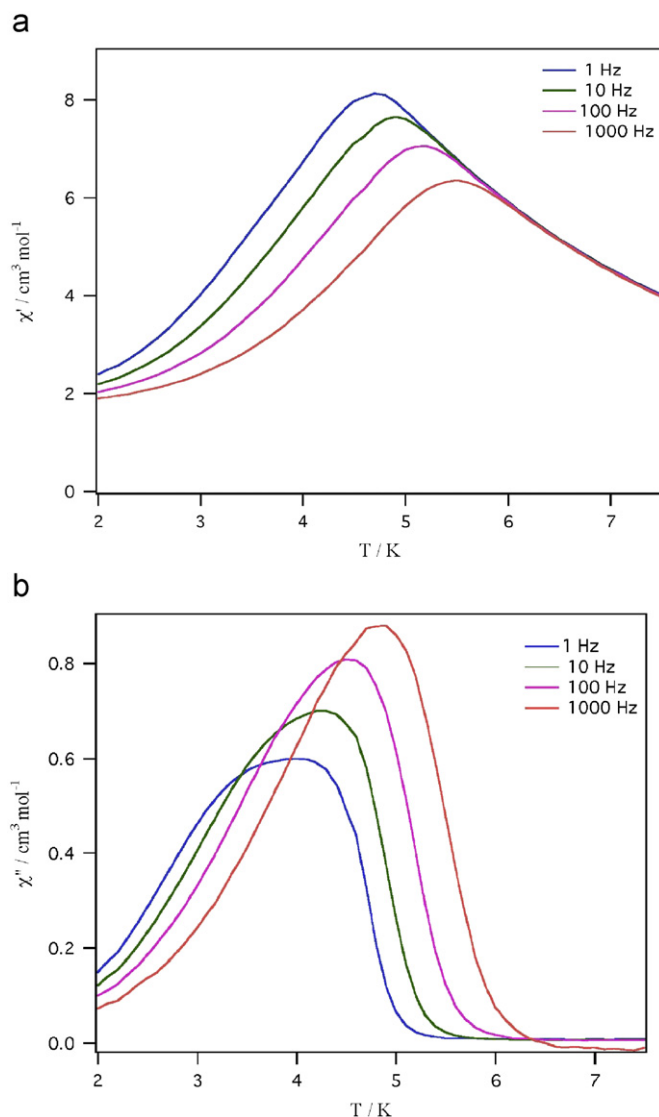 a
1 Hz
10 Hz
100 Hz
1000 Hz
8
6
4
2
0
χ' / cm³ mol⁻¹
2 3 4 5 6 7
T / K
b
1 Hz
10 Hz
100 Hz
1000 Hz
0.8
0.6
0.4
0.2
0.0
χ" / cm³ mol⁻¹
2 3 4 5 6 7
T / K